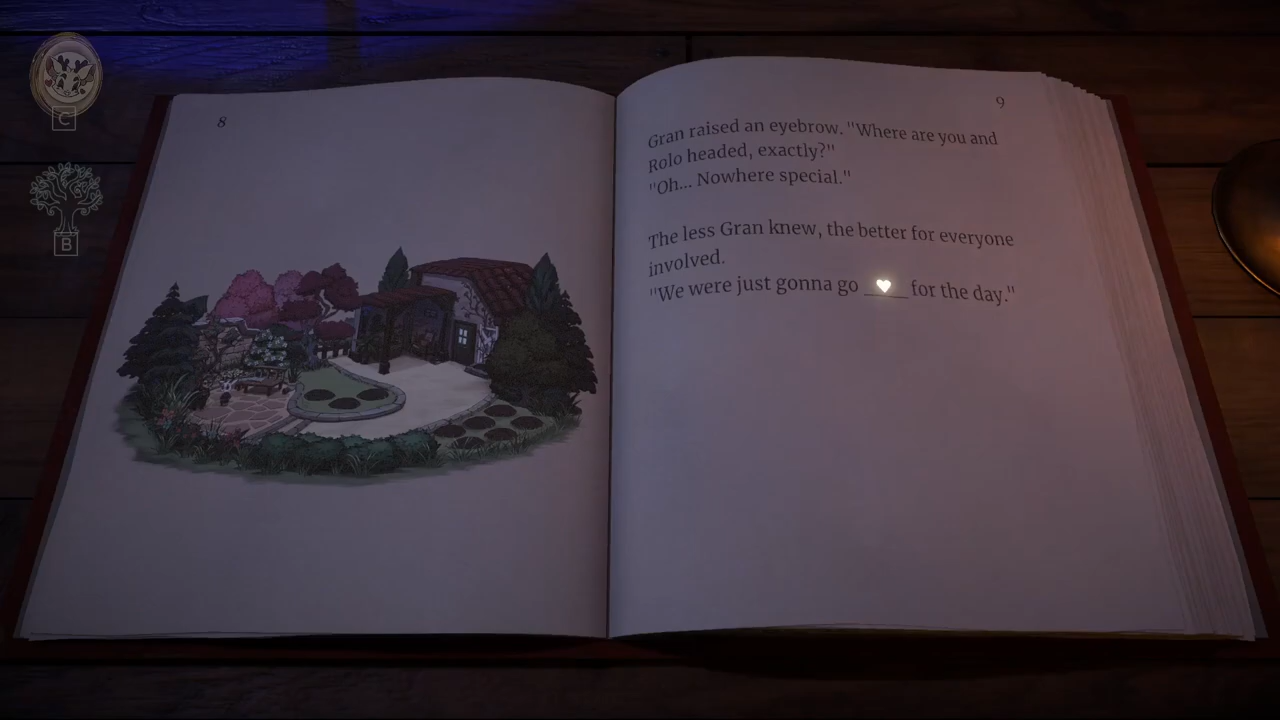 C
B
8
9
Gran raised an eyebrow. "Where are you and
Rolo headed, exactly?"
"Oh... Nowhere special."
The less Gran knew, the better for everyone
involved.
"We were just gonna go ____ for the day."